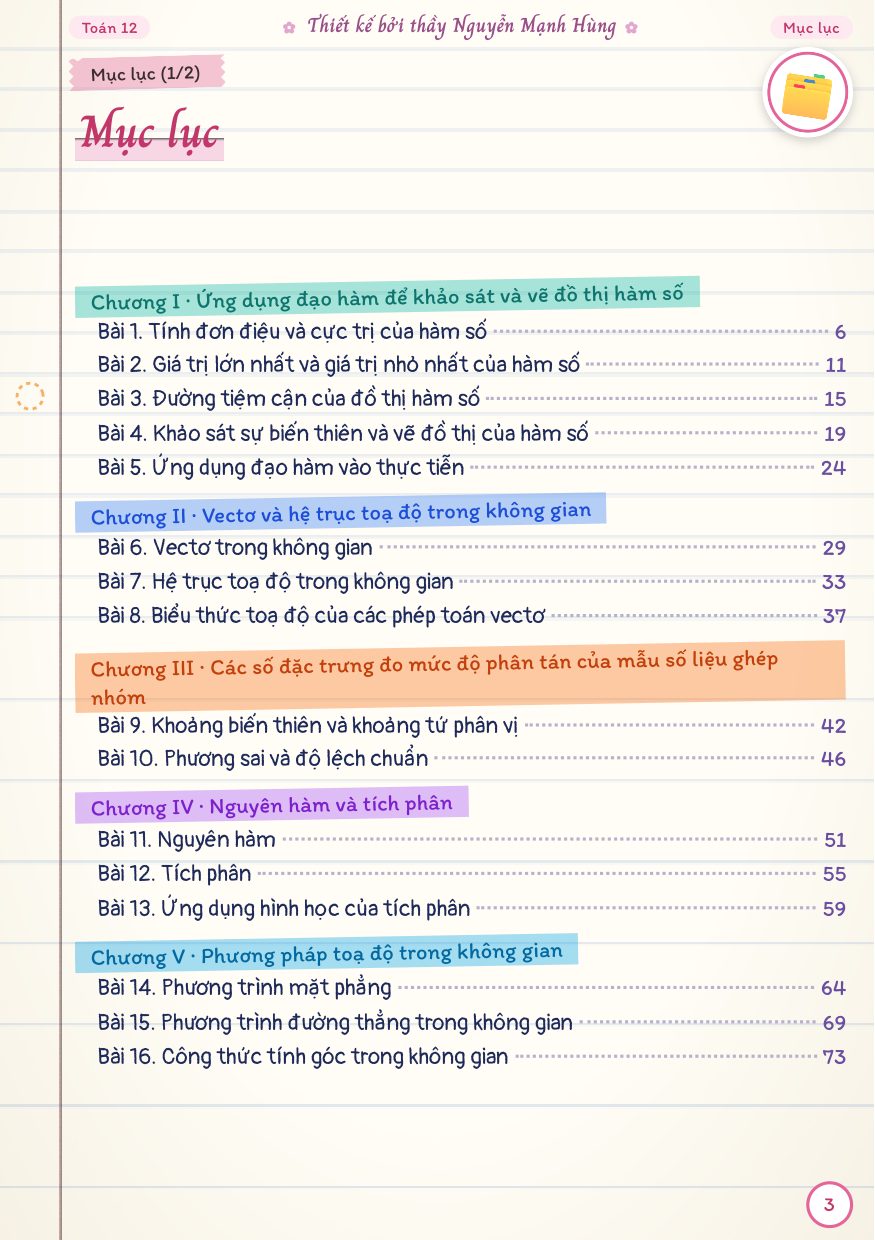 Toán 12
Thiết kế bởi thầy Nguyễn Mạnh Hùng
Mục lục
Mục lục (1/2)
Mục lục
Chương I · Ứng dụng đạo hàm để khảo sát và vẽ đồ thị hàm số
Bài 1. Tính đơn điệu và cực trị của hàm số 6
Bài 2. Giá trị lớn nhất và giá trị nhỏ nhất của hàm số 11
Bài 3. Đường tiệm cận của đồ thị hàm số 15
Bài 4. Khảo sát sự biến thiên và vẽ đồ thị của hàm số 19
Bài 5. Ứng dụng đạo hàm vào thực tiễn 24
Chương II · Vectơ và hệ trục toạ độ trong không gian
Bài 6. Vectơ trong không gian 29
Bài 7. Hệ trục toạ độ trong không gian 33
Bài 8. Biểu thức toạ độ của các phép toán vectơ 37
Chương III · Các số đặc trưng đo mức độ phân tán của mẫu số liệu ghép
nhóm
Bài 9. Khoảng biến thiên và khoảng tứ phân vị 42
Bài 10. Phương sai và độ lệch chuẩn 46
Chương IV · Nguyên hàm và tích phân
Bài 11. Nguyên hàm 51
Bài 12. Tích phân 55
Bài 13. Ứng dụng hình học của tích phân 59
Chương V · Phương pháp toạ độ trong không gian
Bài 14. Phương trình mặt phẳng 64
Bài 15. Phương trình đường thẳng trong không gian 69
Bài 16. Công thức tính góc trong không gian 73
3